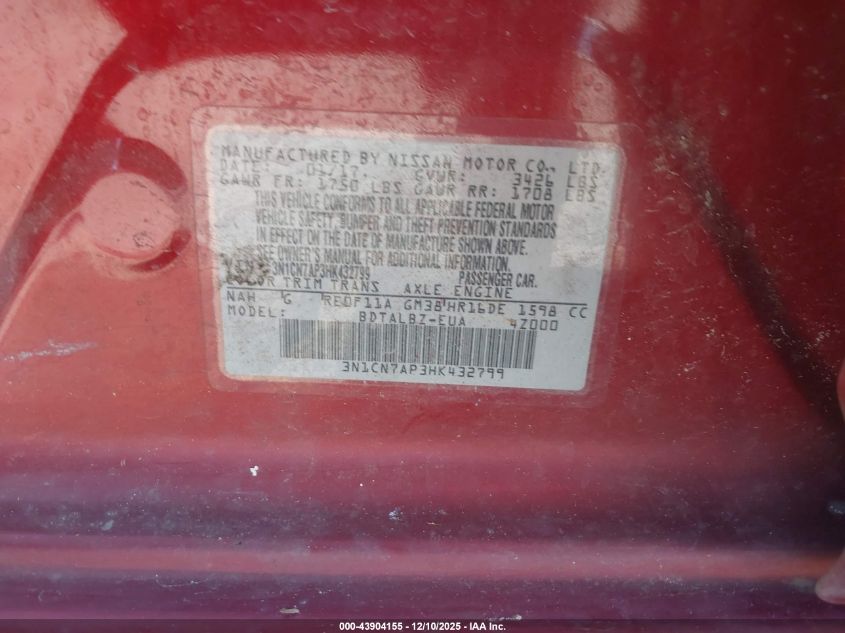 MANUFACTURED BY NISSAN MOTOR CO., LTD.
DATE: 01/17 GVWR: 3426 LBS
GAWR FR: 1750 LBS GAWR RR: 1708 LBS
THIS VEHICLE CONFORMS TO ALL APPLICABLE FEDERAL MOTOR
VEHICLE SAFETY, BUMPER AND THEFT PREVENTION STANDARDS
IN EFFECT ON THE DATE OF MANUFACTURE SHOWN ABOVE.
SEE OWNER'S MANUAL FOR ADDITIONAL INFORMATION.
3N1CN7AP3HK432799 PASSENGER CAR.
TRIM TRANS AXLE ENGINE
NAH G RE0F11A GM38 HR16DE 1598 CC
MODEL: BDTALBZ-EUA 4Z000
3N1CN7AP3HK432799
000-43904155 - 12/10/2025 - IAA Inc.